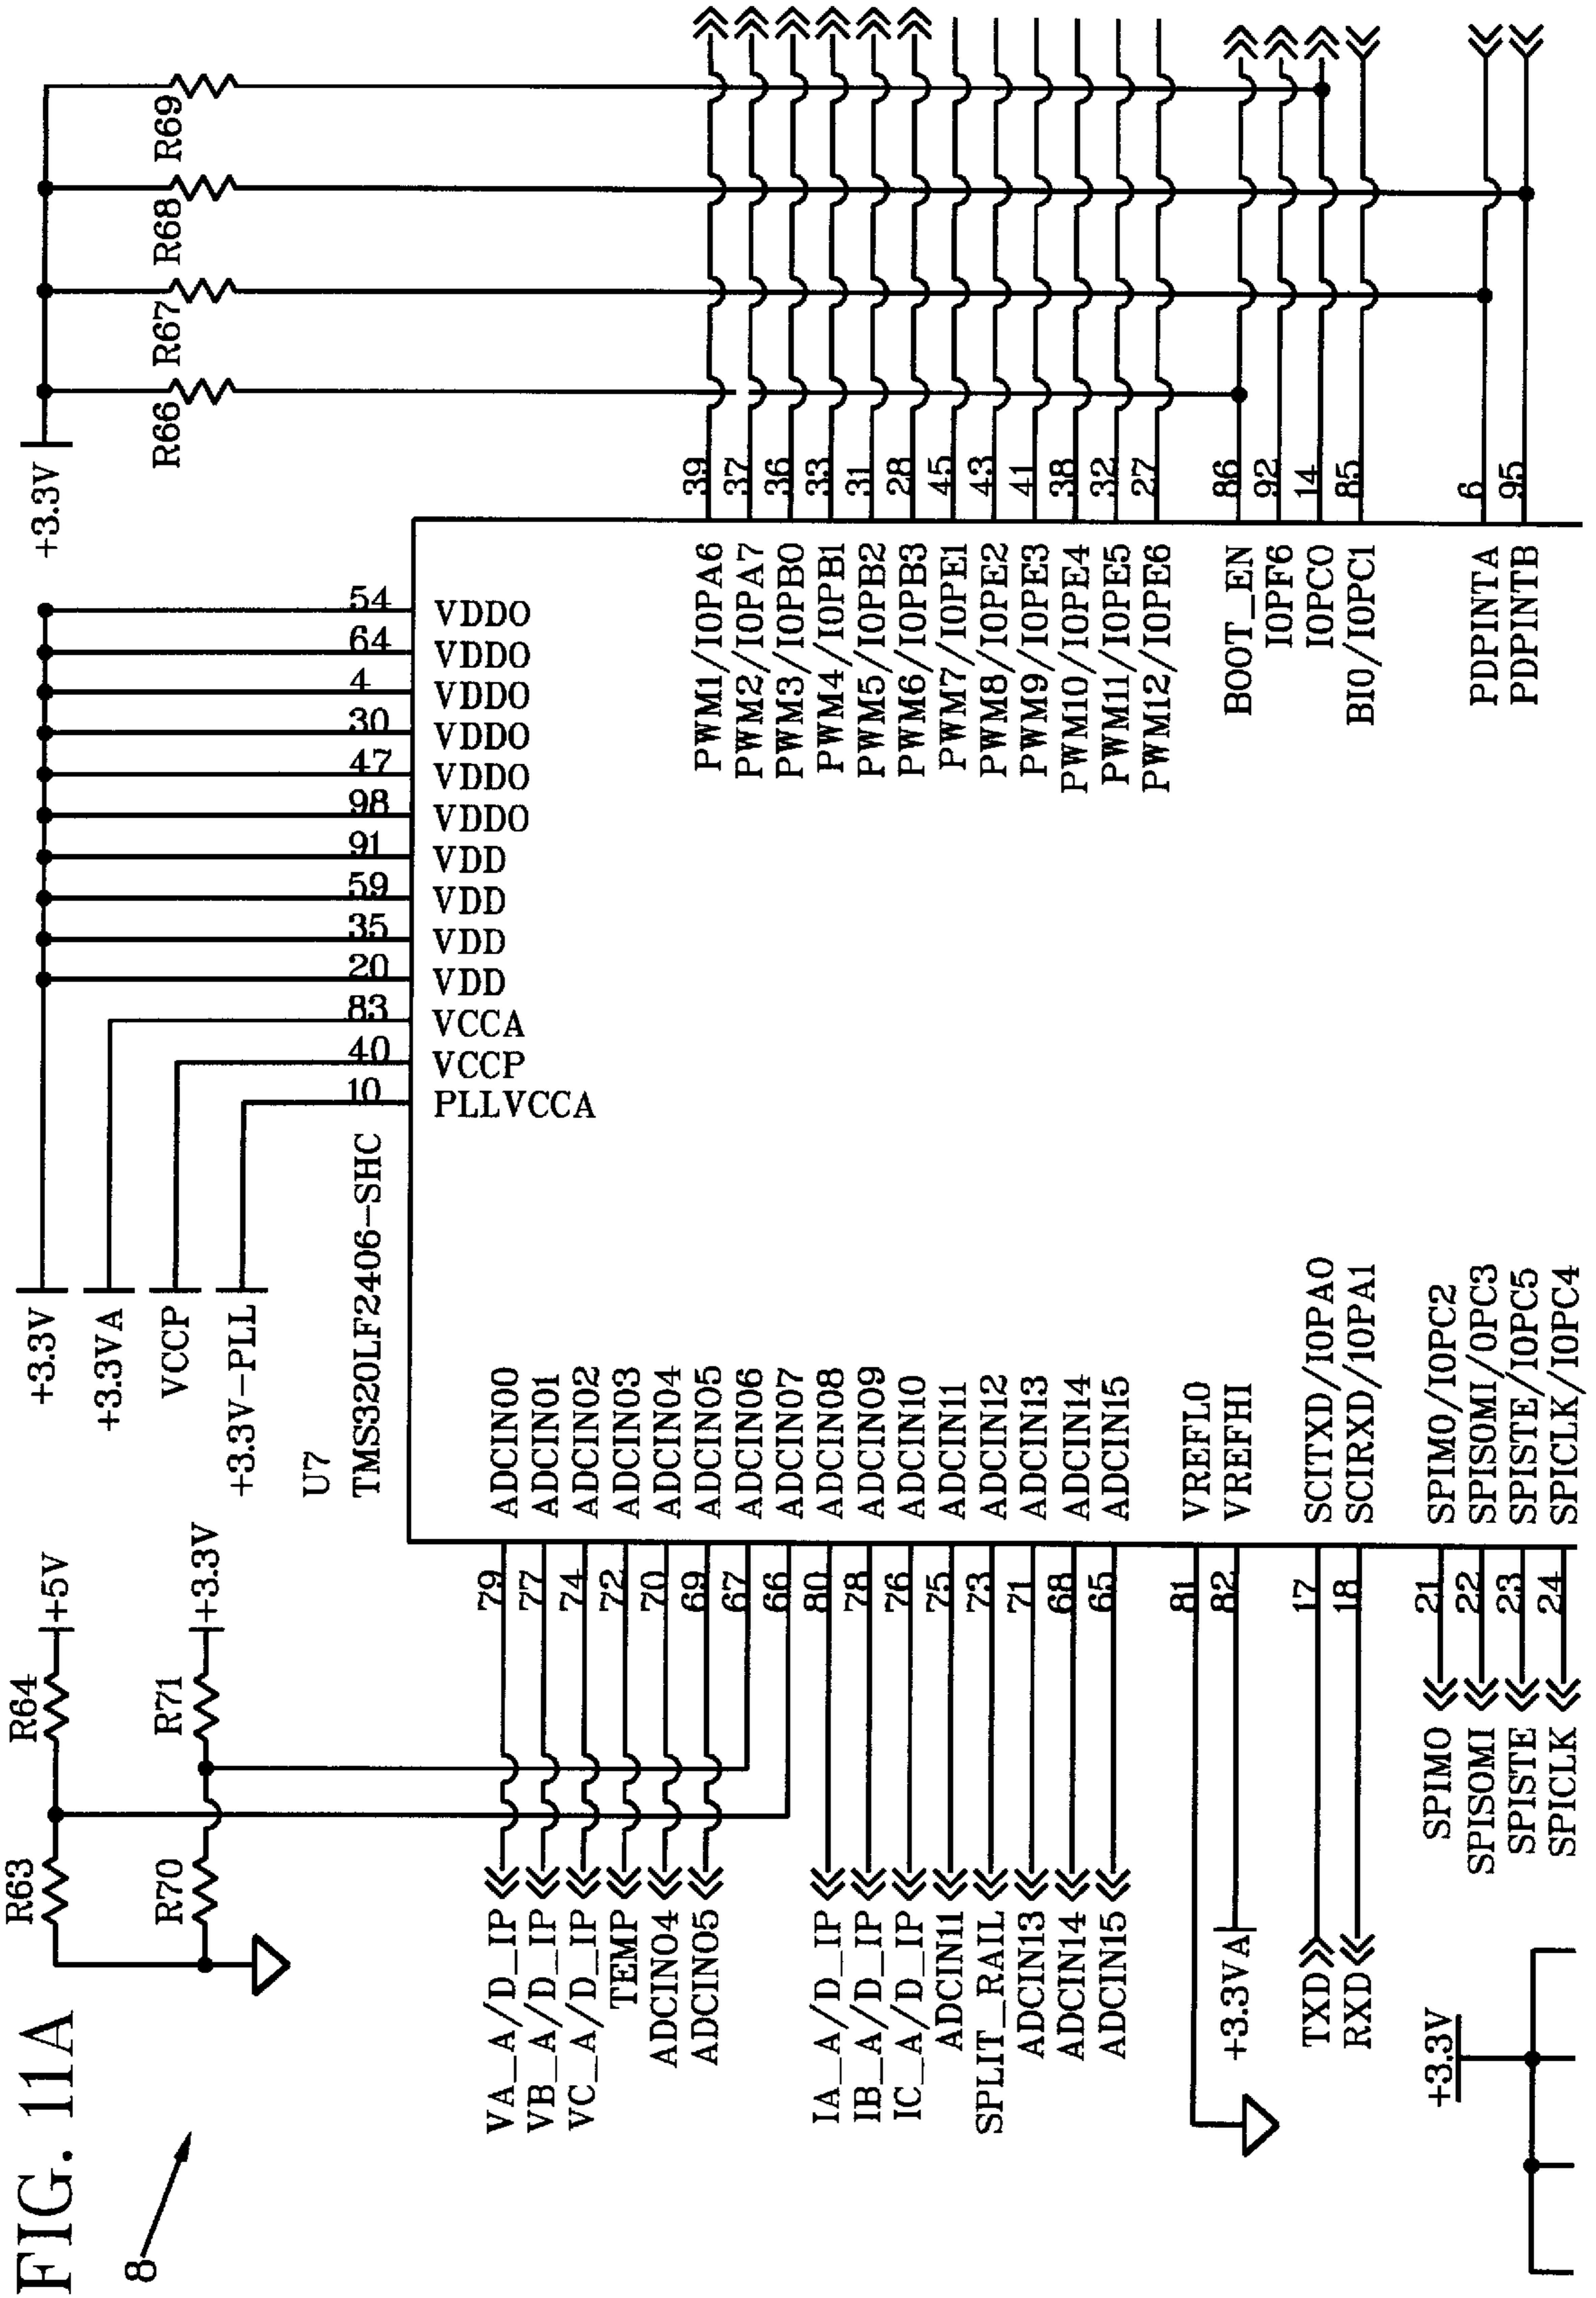 FIG. 11A
8
R63
R64
+5V
R70
R71
+3.3V
+3.3V
+3.3VA
VCCP
+3.3V-PLL
U7
TMS320LF2406-SHC
54 VDDO
64 VDDO
4 VDDO
30 VDDO
47 VDDO
98 VDDO
91 VDD
59 VDD
35 VDD
20 VDD
83 VCCA
40 VCCP
10 PLLVCCA
+3.3V
R66
R67
R68
R69
VA_A/D_IP 79 ADCIN00
VB_A/D_IP 77 ADCIN01
VC_A/D_IP 74 ADCIN02
TEMP 72 ADCIN03
ADCIN04 70 ADCIN04
ADCIN05 69 ADCIN05
67 ADCIN06
66 ADCIN07
IA_A/D_IP 80 ADCIN08
IB_A/D_IP 78 ADCIN09
IC_A/D_IP 76 ADCIN10
ADCIN11 75 ADCIN11
SPLIT_RAIL 73 ADCIN12
ADCIN13 71 ADCIN13
ADCIN14 68 ADCIN14
ADCIN15 65 ADCIN15
81 VREFLO
+3.3VA 82 VREFHI
TXD 17 SCITXD/IOPA0
RXD 18 SCIRXD/IOPA1
SPIMO 21 SPIMO/IOPC2
SPISOMI 22 SPISOMI/OPC3
SPISTE 23 SPISTE/IOPC5
SPICLK 24 SPICLK/IOPC4
PWM1/IOPA6 39
PWM2/IOPA7 37
PWM3/IOPB0 36
PWM4/IOPB1 33
PWM5/IOPB2 31
PWM6/IOPB3 28
PWM7/IOPE1 45
PWM8/IOPE2 43
PWM9/IOPE3 41
PWM10/IOPE4 38
PWM11/IOPE5 32
PWM12/IOPE6 27
BOOT_EN 86
IOPF6 92
IOPC0 14
BIO/IOPC1 85
PDPINTA 6
PDPINTB 95
+3.3V